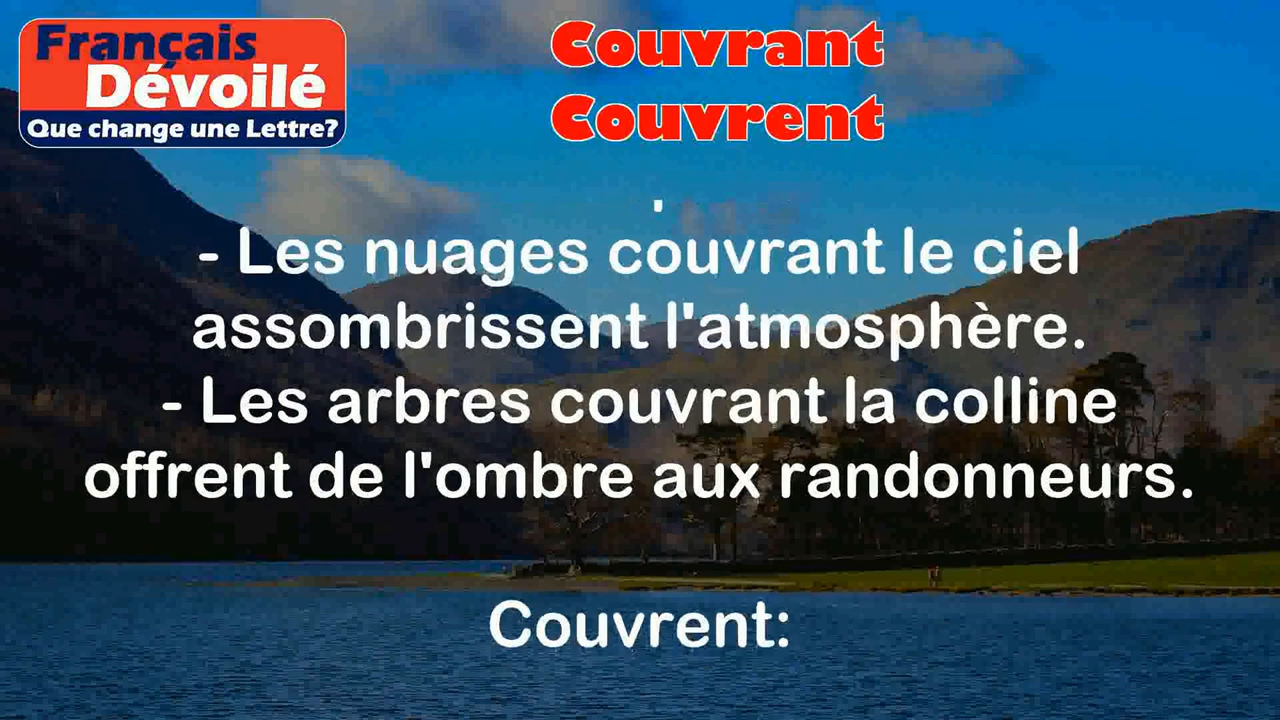 Français
Dévoilé
Que change une Lettre?
Couvrant
Couvrent
.
- Les nuages couvrant le ciel
assombrissent l'atmosphère.
- Les arbres couvrant la colline
offrent de l'ombre aux randonneurs.
Couvrent: